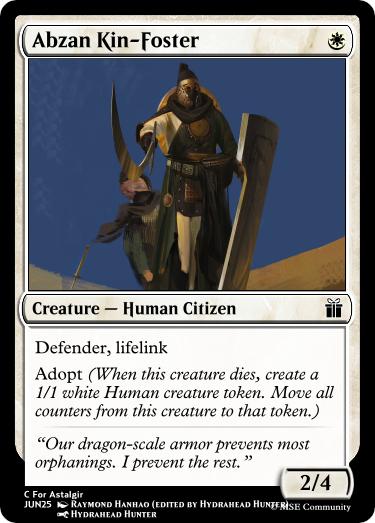 Abzan Kin-Foster
Creature — Human Citizen
Defender, lifelink
Adopt (When this creature dies, create a
1/1 white Human creature token. Move all
counters from this creature to that token.)
“Our dragon-scale armor prevents most
orphanings. I prevent the rest.”
2/4
C For Astalgir
JUN25 Raymond Hanhao (edited by Hydrahead Hunter)
Hydrahead Hunter
MSE Community